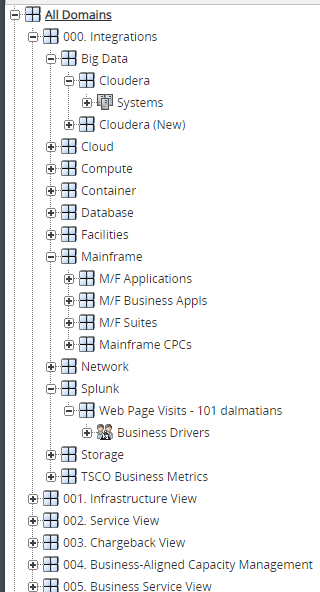 All Domains
000. Integrations
Big Data
Cloudera
Systems
Cloudera (New)
Cloud
Compute
Container
Database
Facilities
Mainframe
M/F Applications
M/F Business Appls
M/F Suites
Mainframe CPCs
Network
Splunk
Web Page Visits - 101 dalmatians
Business Drivers
Storage
TSCO Business Metrics
001. Infrastructure View
002. Service View
003. Chargeback View
004. Business-Aligned Capacity Management
005. Business Service View